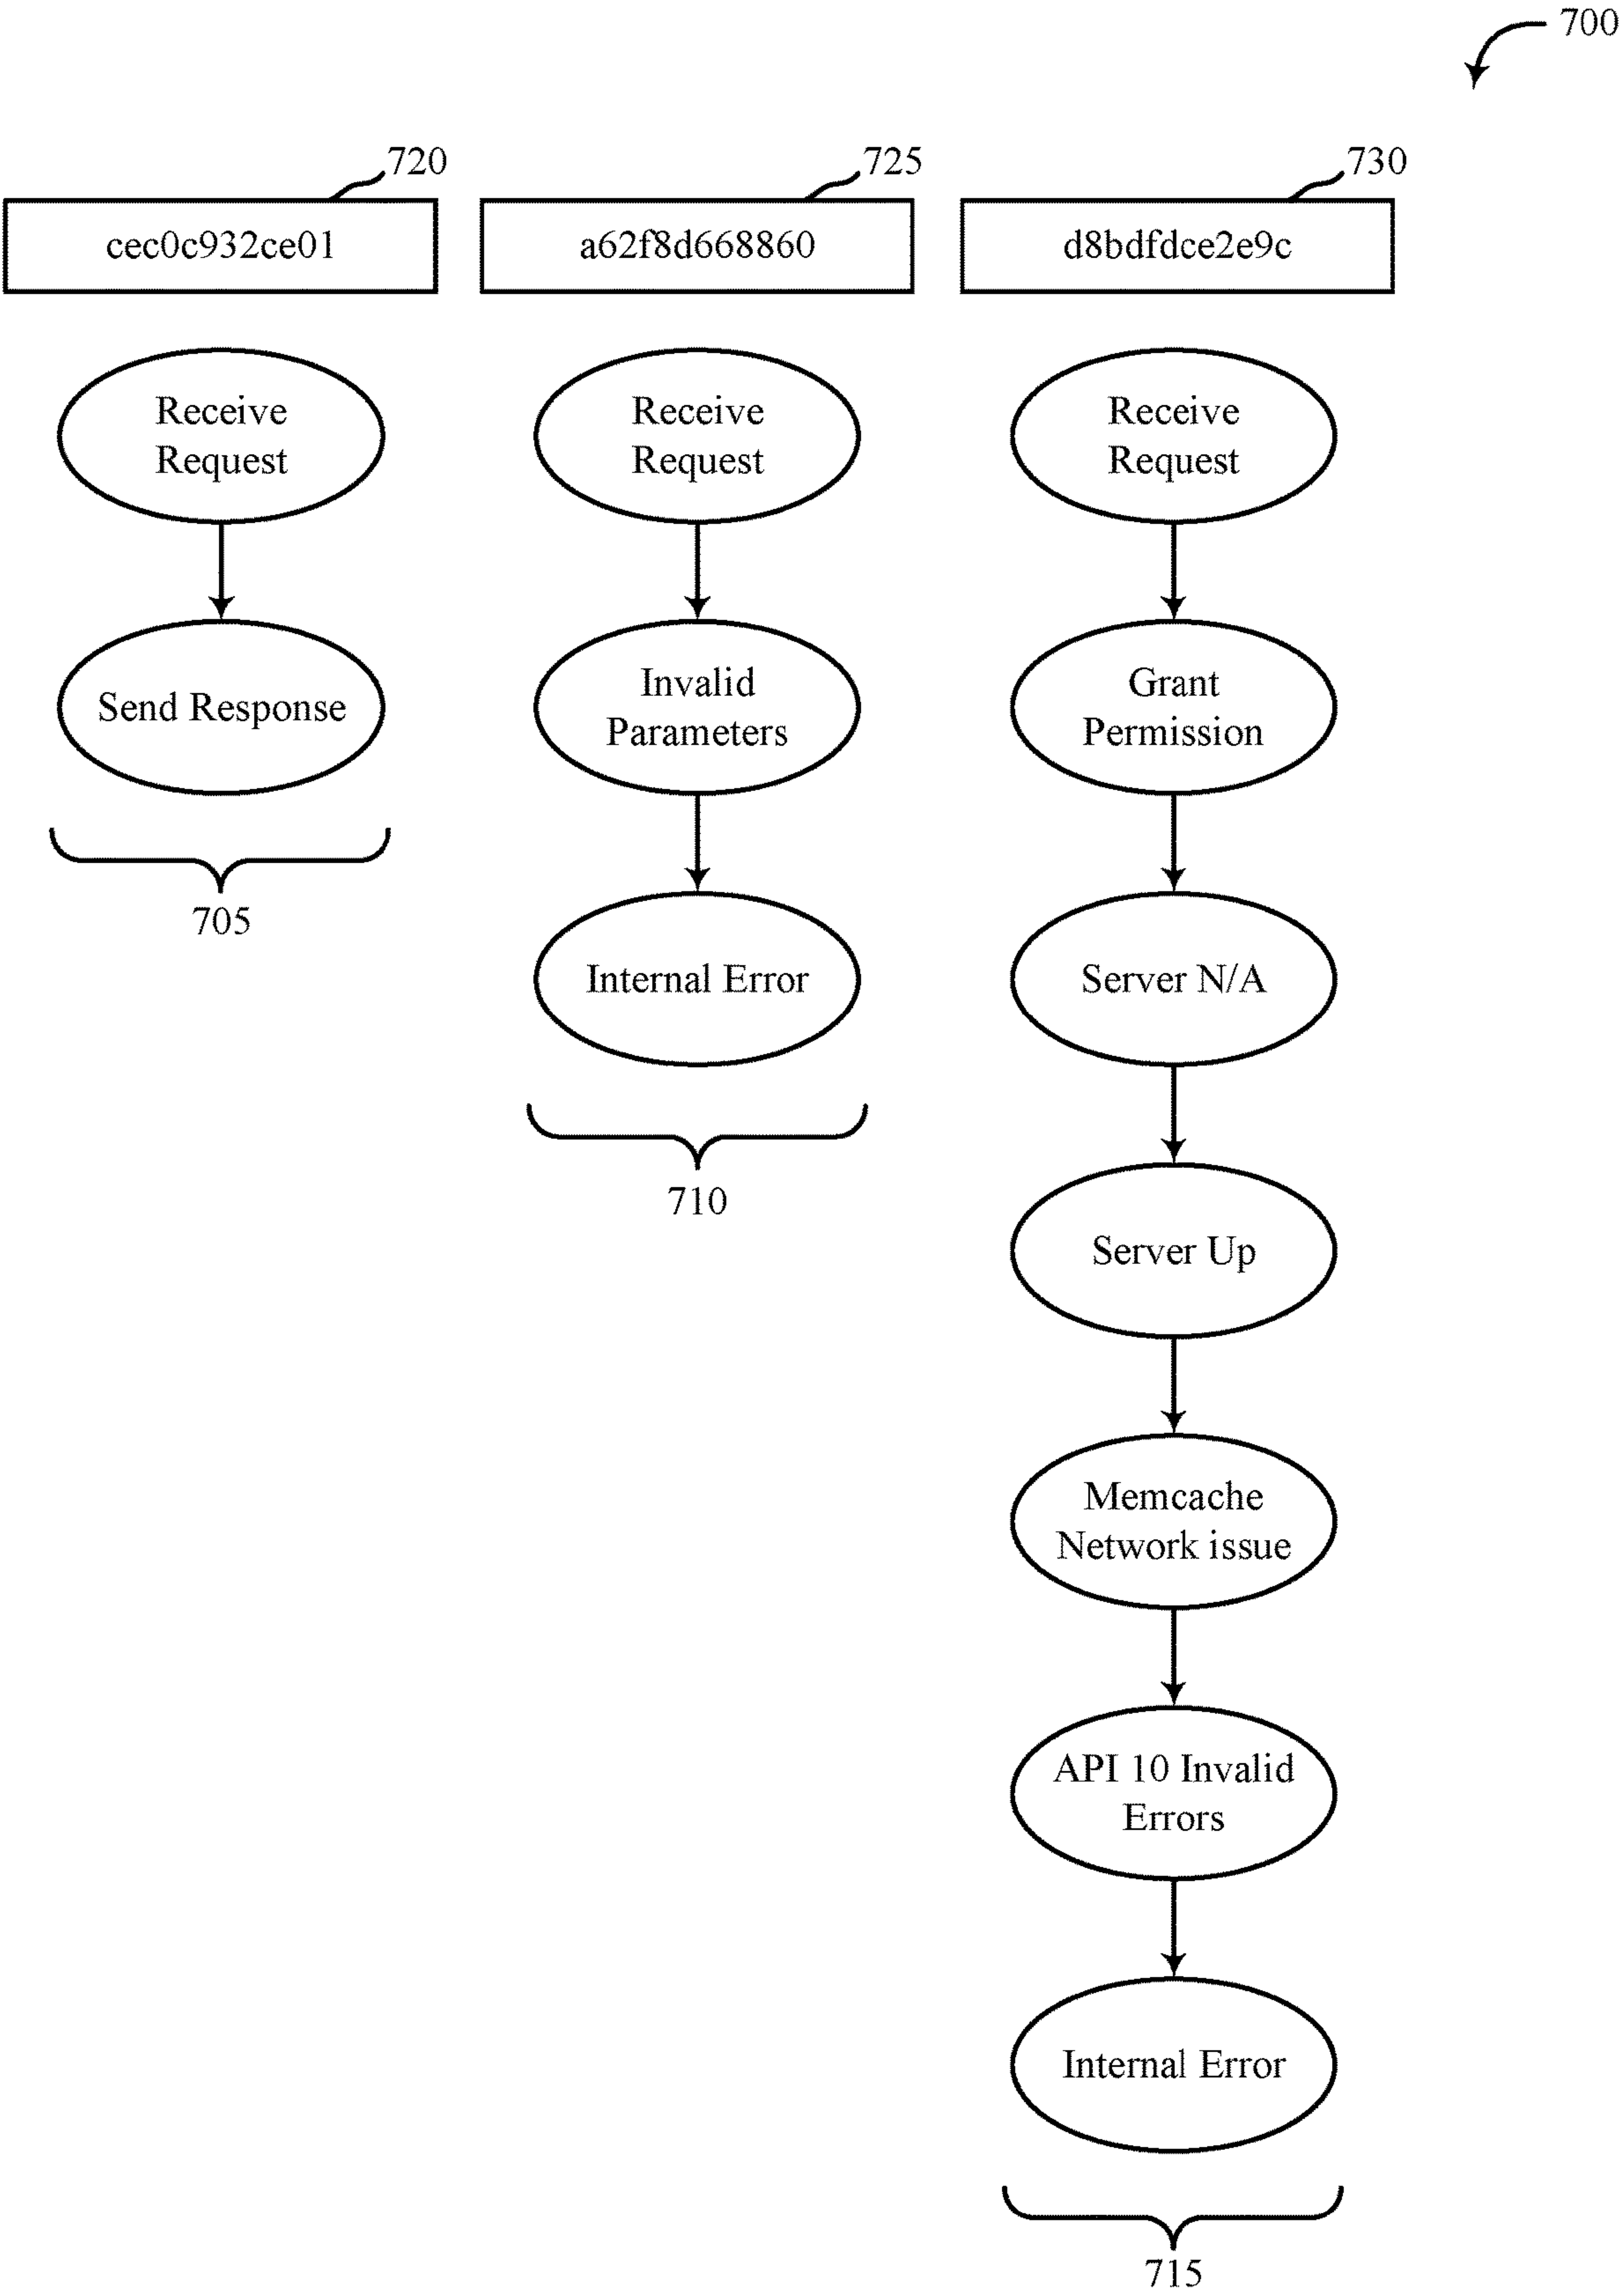 700
720
725
730
cec0c932ce01
a62f8d668860
d8bdfdce2e9c
Receive
Request
Receive
Request
Receive
Request
Send Response
Invalid
Parameters
Grant
Permission
705
Internal Error
Server N/A
710
Server Up
Memcache
Network issue
API 10 Invalid
Errors
Internal Error
715